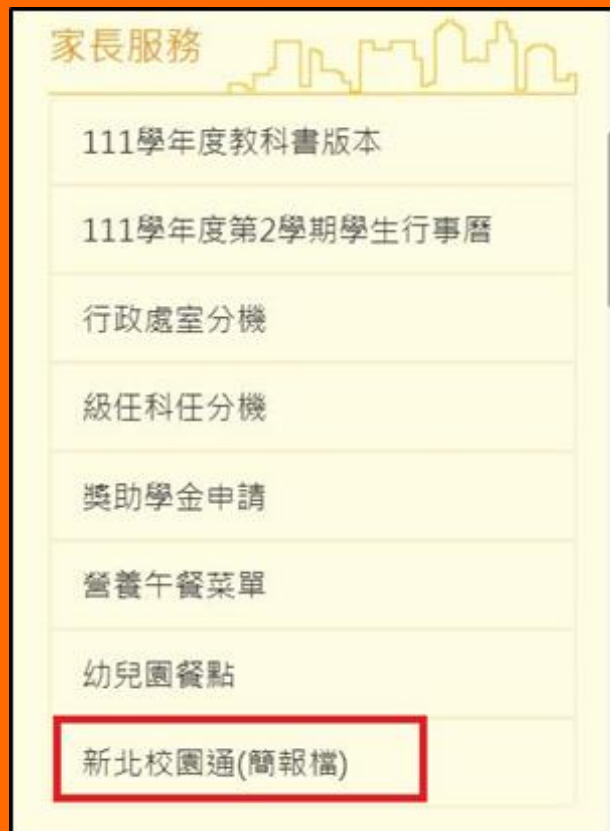 家長服務
111學年度教科書版本
111學年度第2學期學生行事曆
行政處室分機
級任科任分機
獎助學金申請
營養午餐菜單
幼兒園餐點
新北校園通(簡報檔)